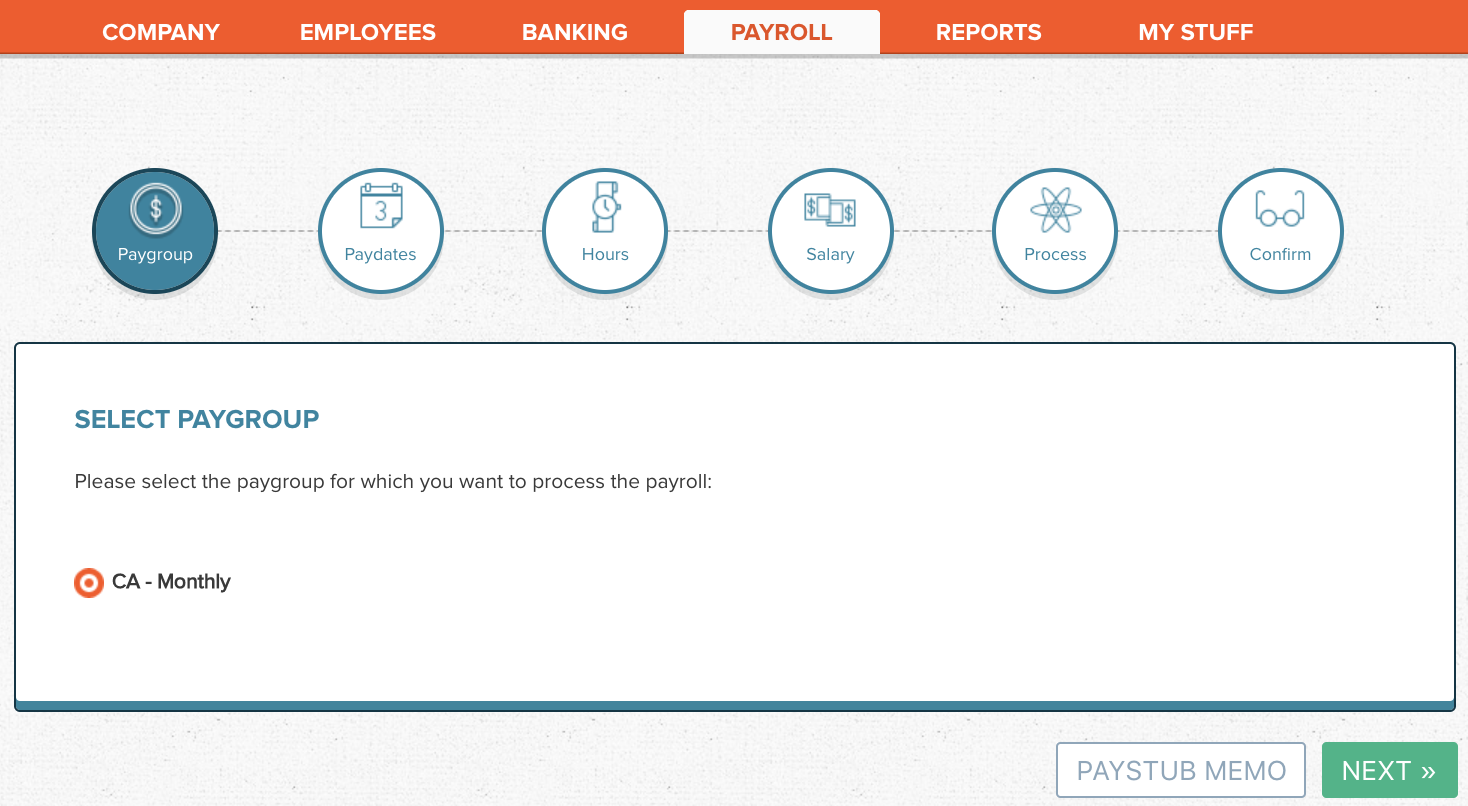 COMPANY EMPLOYEES BANKING PAYROLL REPORTS MY STUFF
$ 3 $ $
Paygroup Paydates Hours Salary Process Confirm
SELECT PAYGROUP
Please select the paygroup for which you want to process the payroll:
CA - Monthly
PAYSTUB MEMO NEXT »